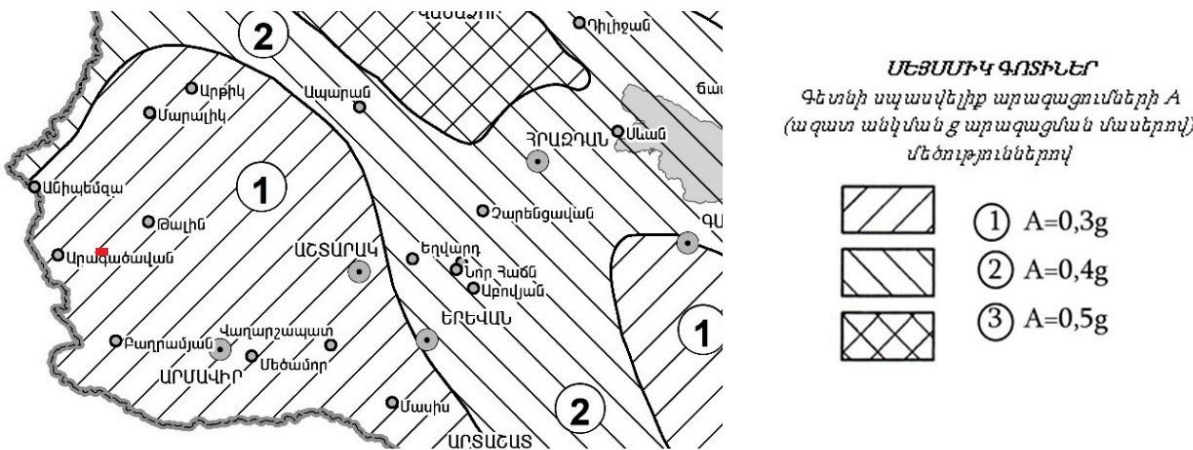 ՎԱՆԱՁՈՐ
Դիլիջան
2
Արթիկ
Ապարան
Մարալիկ
ՀՐԱԶԴԱՆ
Սևան
Անիպեմզա
1
Թալին
Չարենցավան
ԳԱ
Արագածավան
ԱՇՏԱՐԱԿ
Եղվարդ
Նոր Հաճն
Աբովյան
ԵՐԵՎԱՆ
1
Բաղրամյան
Վաղարշապատ
ԱՐՄԱՎԻՐ
Մեծամոր
Մասիս
2
ԱՐՏԱՇԱՏ
ՍԵՅՍՄԻԿ ԳՈՏԻՆԵՐ
Գետնի սպասվելիք արագացումների A
(ազատ անկման g արագացման մասերով)
մեծություններով
1 A=0,3g
2 A=0,4g
3 A=0,5g